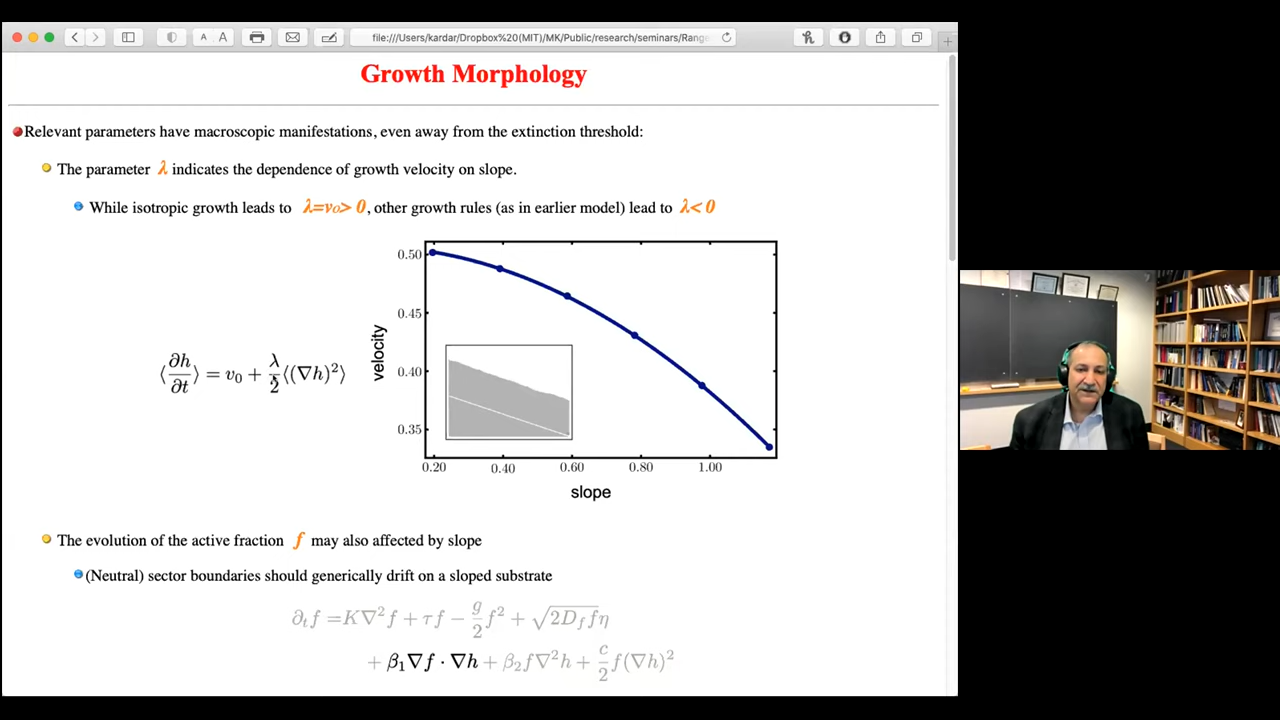 A A
file:///Users/kardar/Dropbox%20(MIT)/MK/Public/research/seminars/Range
Growth Morphology
Relevant parameters have macroscopic manifestations, even away from the extinction threshold:
The parameter λ indicates the dependence of growth velocity on slope.
While isotropic growth leads to λ=v₀> 0, other growth rules (as in earlier model) lead to λ< 0
0.50
0.45
0.40
0.35
velocity
⟨∂h/∂t⟩ = v₀ + λ/2⟨(∇h)²⟩
0.20 0.40 0.60 0.80 1.00
slope
The evolution of the active fraction f may also affected by slope
(Neutral) sector boundaries should generically drift on a sloped substrate
∂ₜf =K∇²f + τf − g/2 f² + √2D_f f η
+ β₁∇f · ∇h + β₂f∇²h + c/2 f(∇h)²